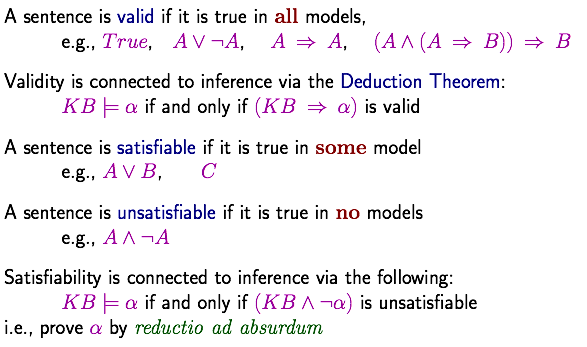 A sentence is valid if it is true in all models,
e.g., True, A ∨ ¬A, A ⇒ A, (A ∧ (A ⇒ B)) ⇒ B
Validity is connected to inference via the Deduction Theorem:
KB ⊨ α if and only if (KB ⇒ α) is valid
A sentence is satisfiable if it is true in some model
e.g., A ∨ B, C
A sentence is unsatisfiable if it is true in no models
e.g., A ∧ ¬A
Satisfiability is connected to inference via the following:
KB ⊨ α if and only if (KB ∧ ¬α) is unsatisfiable
i.e., prove α by reductio ad absurdum